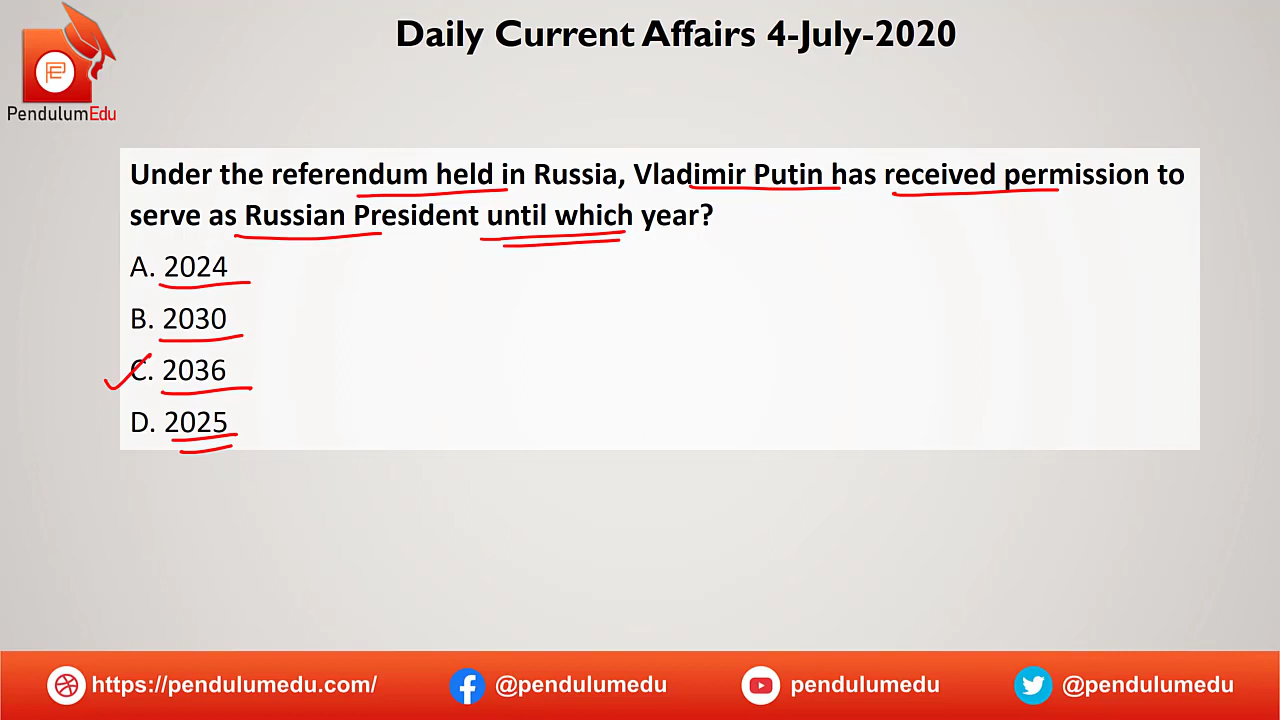 Daily Current Affairs 4-July-2020
PendulumEdu
Under the referendum held in Russia, Vladimir Putin has received permission to
serve as Russian President until which year?
A. 2024
B. 2030
C. 2036
D. 2025
https://pendulumedu.com/ @pendulumedu pendulumedu @pendulumedu